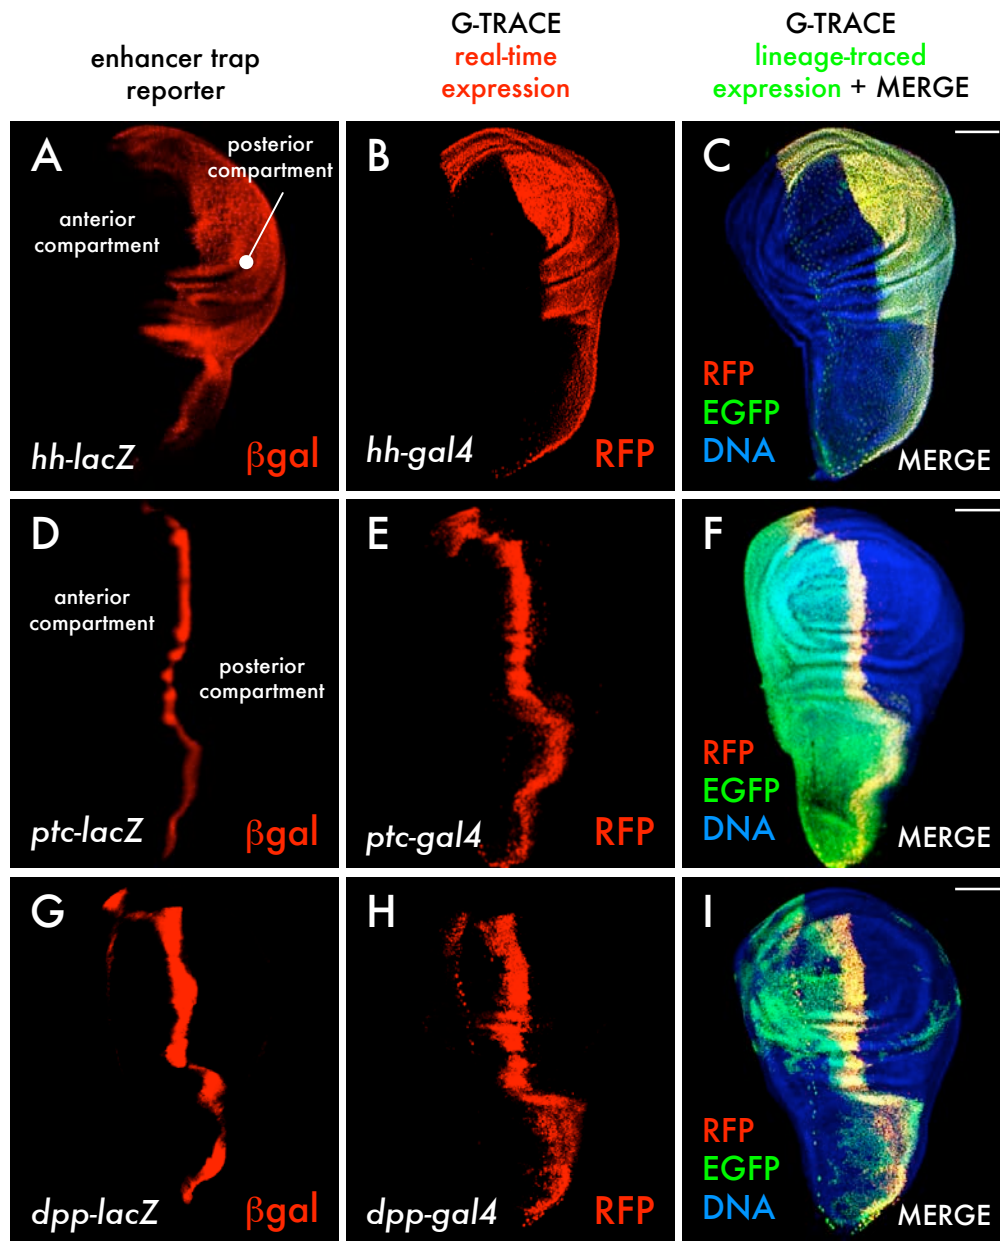 enhancer trap
reporter
G-TRACE
real-time
expression
G-TRACE
lineage-traced
expression + MERGE
A
posterior
compartment
anterior
compartment
hh-lacZ
βgal
B
hh-gal4
RFP
C
RFP
EGFP
DNA
MERGE
D
anterior
compartment
posterior
compartment
ptc-lacZ
βgal
E
ptc-gal4
RFP
F
RFP
EGFP
DNA
MERGE
G
dpp-lacZ
βgal
H
dpp-gal4
RFP
I
RFP
EGFP
DNA
MERGE